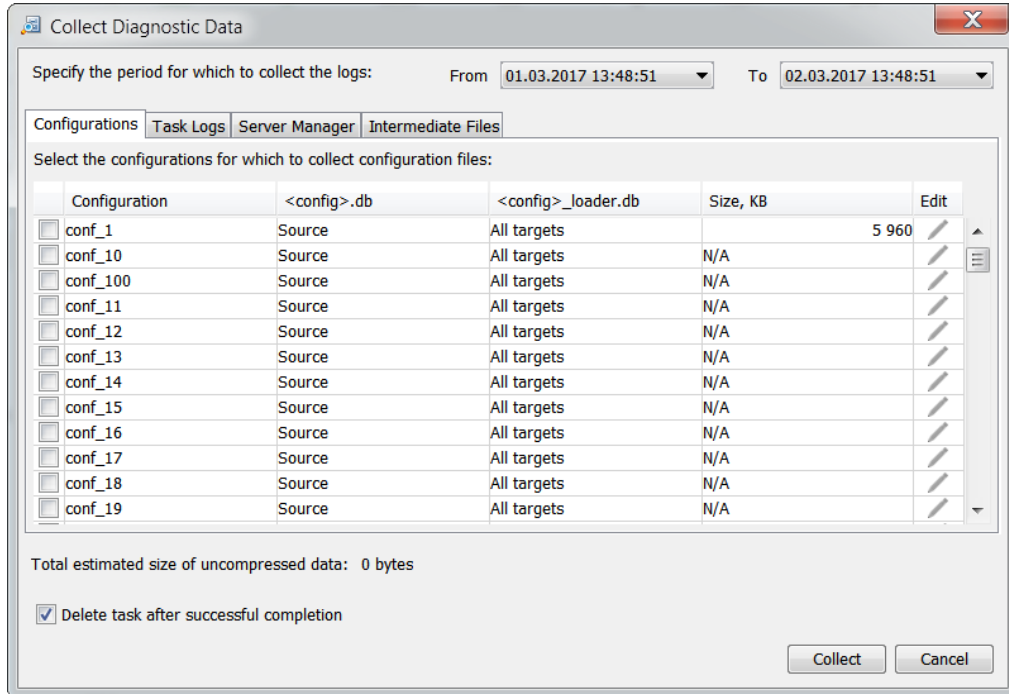 Collect Diagnostic Data
Specify the period for which to collect the logs: From 01.03.2017 13:48:51 To 02.03.2017 13:48:51
Configurations Task Logs Server Manager Intermediate Files
Select the configurations for which to collect configuration files:
Configuration <config>.db <config>_loader.db Size, KB Edit
conf_1 Source All targets 5 960
conf_10 Source All targets N/A
conf_100 Source All targets N/A
conf_11 Source All targets N/A
conf_12 Source All targets N/A
conf_13 Source All targets N/A
conf_14 Source All targets N/A
conf_15 Source All targets N/A
conf_16 Source All targets N/A
conf_17 Source All targets N/A
conf_18 Source All targets N/A
conf_19 Source All targets N/A
Total estimated size of uncompressed data: 0 bytes
Delete task after successful completion
Collect Cancel